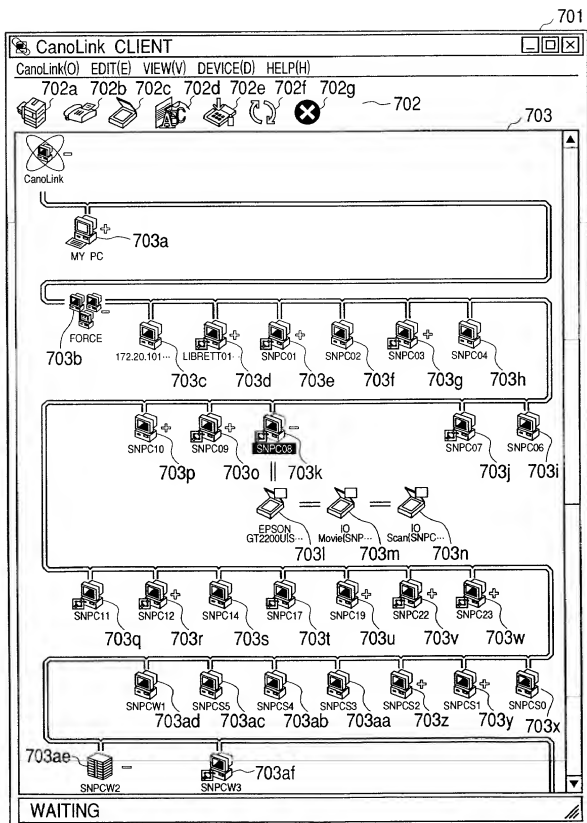 701
CanoLink CLIENT
CanoLink(O) EDIT(E) VIEW(V) DEVICE(D) HELP(H)
702a 702b 702c 702d 702e 702f 702g
702
703
CanoLink
703a
MY PC
FORCE 172.20.101… LIBRETT01… SNPC01 SNPC02 SNPC03 SNPC04
703b 703c 703d 703e 703f 703g 703h
SNPC10 SNPC09 SNPC08 SNPC07 SNPC06
703p 703o 703k 703j 703i
EPSON IO IO
GT2200U(S… Movie(SNP… Scan(SNPC…
703l 703m 703n
SNPC11 SNPC12 SNPC14 SNPC17 SNPC19 SNPC22 SNPC23
703q 703r 703s 703t 703u 703v 703w
SNPCW1 SNPCS5 SNPCS4 SNPCS3 SNPCS2 SNPCS1 SNPCS0
703ad 703ac 703ab 703aa 703z 703y 703x
703ae 703af
SNPCW2 SNPCW3
WAITING